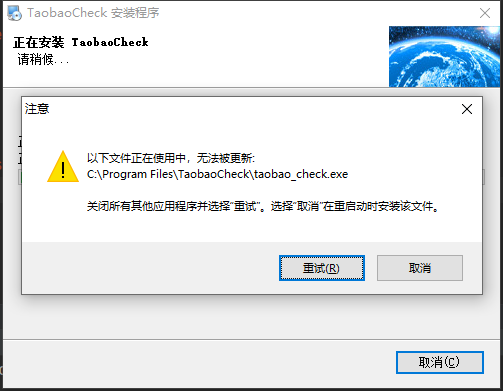 TaobaoCheck 安装程序
正在安装 TaobaoCheck
请稍候...
注意
以下文件正在使用中，无法被更新:
C:\Program Files\TaobaoCheck\taobao_check.exe
关闭所有其他应用程序并选择"重试"。选择"取消"在重启动时安装该文件。
重试(R)
取消
取消(C)